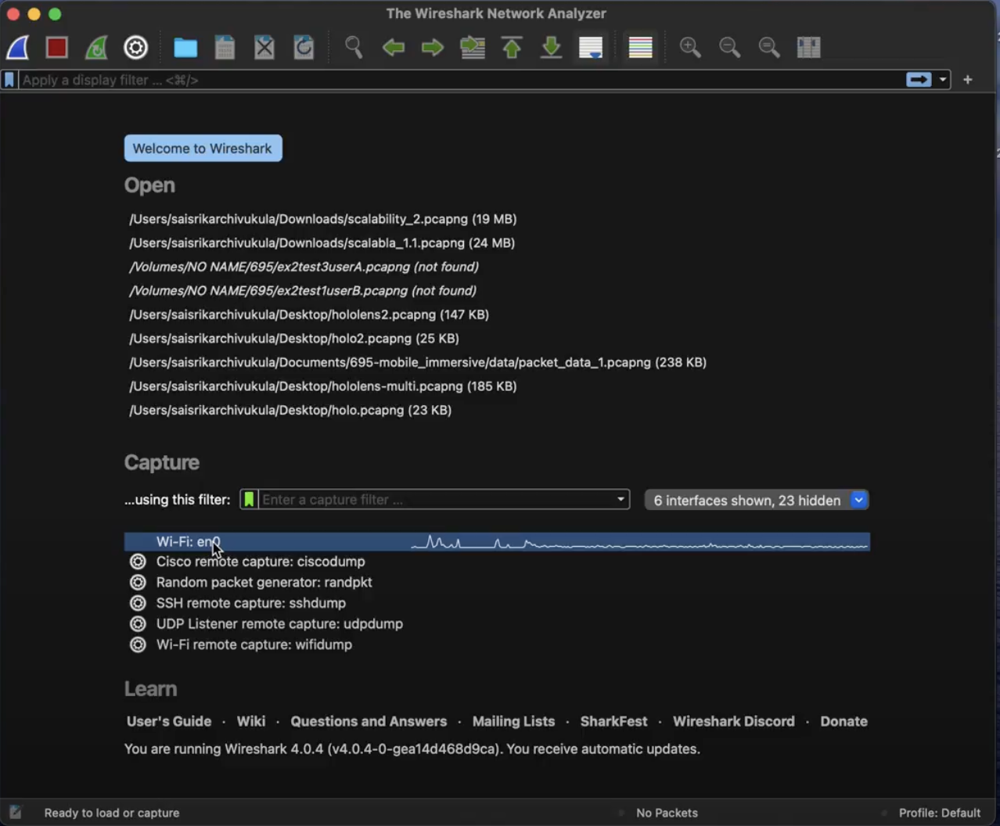 The Wireshark Network Analyzer
Apply a display filter ... <⌘/>
Welcome to Wireshark
Open
/Users/saisrikarchivukula/Downloads/scalability_2.pcapng (19 MB)
/Users/saisrikarchivukula/Downloads/scalabla_1.1.pcapng (24 MB)
/Volumes/NO NAME/695/ex2test3userA.pcapng (not found)
/Volumes/NO NAME/695/ex2test1userB.pcapng (not found)
/Users/saisrikarchivukula/Desktop/hololens2.pcapng (147 KB)
/Users/saisrikarchivukula/Desktop/holo2.pcapng (25 KB)
/Users/saisrikarchivukula/Documents/695-mobile_immersive/data/packet_data_1.pcapng (238 KB)
/Users/saisrikarchivukula/Desktop/hololens-multi.pcapng (185 KB)
/Users/saisrikarchivukula/Desktop/holo.pcapng (23 KB)
Capture
...using this filter: Enter a capture filter ... 6 interfaces shown, 23 hidden
Wi-Fi: en0
Cisco remote capture: ciscodump
Random packet generator: randpkt
SSH remote capture: sshdump
UDP Listener remote capture: udpdump
Wi-Fi remote capture: wifidump
Learn
User's Guide · Wiki · Questions and Answers · Mailing Lists · SharkFest · Wireshark Discord · Donate
You are running Wireshark 4.0.4 (v4.0.4-0-gea14d468d9ca). You receive automatic updates.
Ready to load or capture No Packets Profile: Default